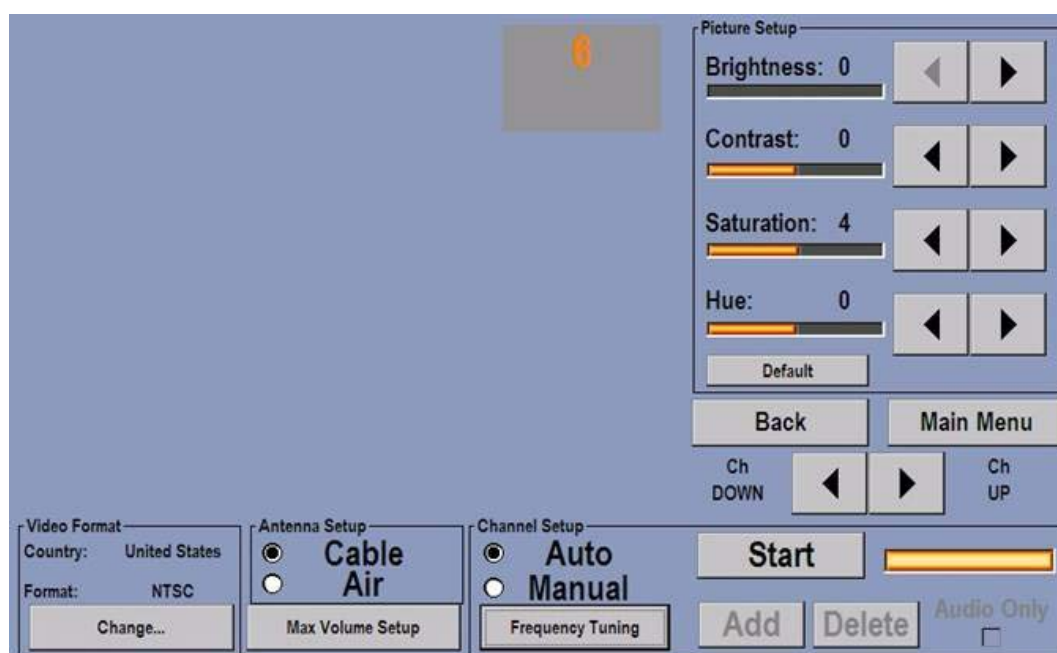 6
Picture Setup
Brightness: 0
Contrast: 0
Saturation: 4
Hue: 0
Default
Back
Main Menu
Ch DOWN
Ch UP
Video Format
Country: United States
Format: NTSC
Change...
Antenna Setup
Cable
Air
Max Volume Setup
Channel Setup
Auto
Manual
Frequency Tuning
Start
Add
Delete
Audio Only